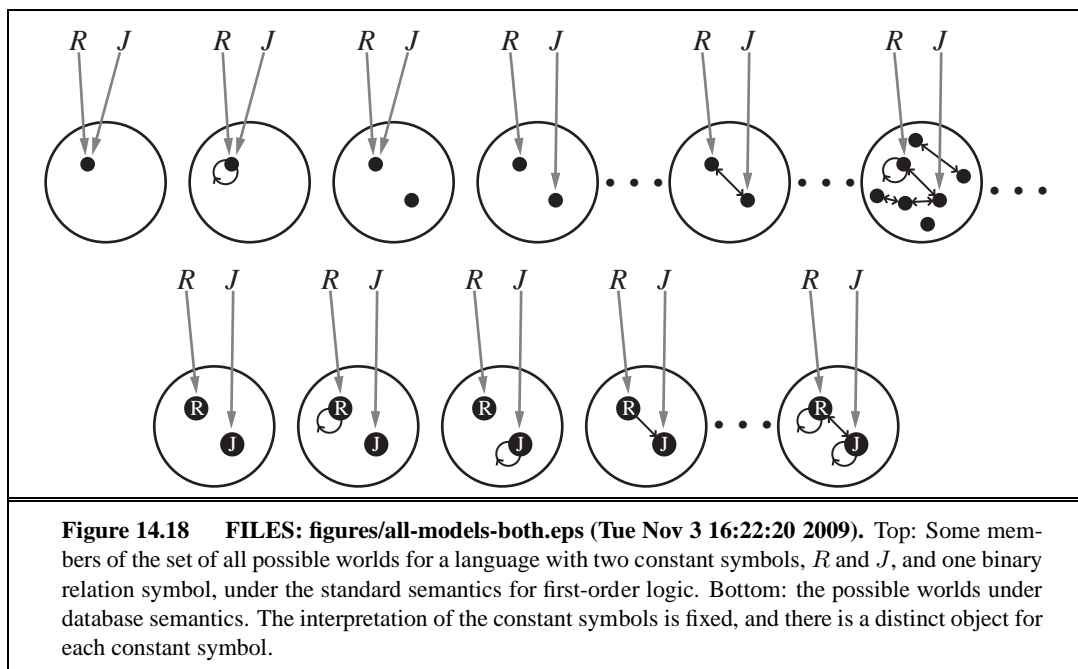 R J R J R J R J R J R J
R J R J R J R J R J
R J R J R J R J R J
Figure 14.18 FILES: figures/all-models-both.eps (Tue Nov 3 16:22:20 2009). Top: Some mem-
bers of the set of all possible worlds for a language with two constant symbols, R and J, and one binary
relation symbol, under the standard semantics for first-order logic. Bottom: the possible worlds under
database semantics. The interpretation of the constant symbols is fixed, and there is a distinct object for
each constant symbol.